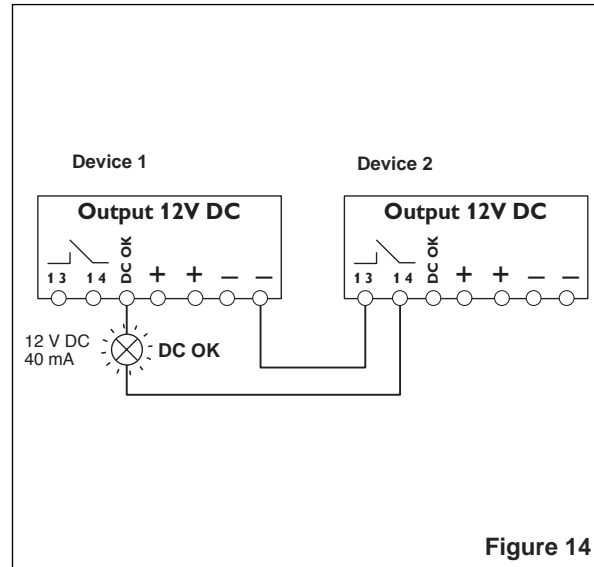 Device 1
Device 2
Output 12V DC
13 14 DC OK + + – –
Output 12V DC
13 14 DC OK + + – –
12 V DC
40 mA
DC OK
Figure 14